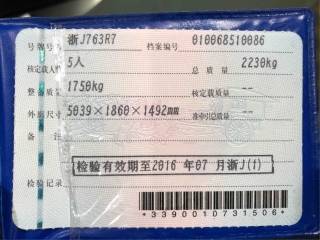 号牌号码 浙J763R7 档案编号 010068510086
核定载人数 5人 总质量 2230kg
整备质量 1750kg 核定载质量 --
外廓尺寸 5039×1860×1492mm 准牵引总质量 --
备注
检验有效期至2016年07月浙J(1)
检验记录
*3390010731506*